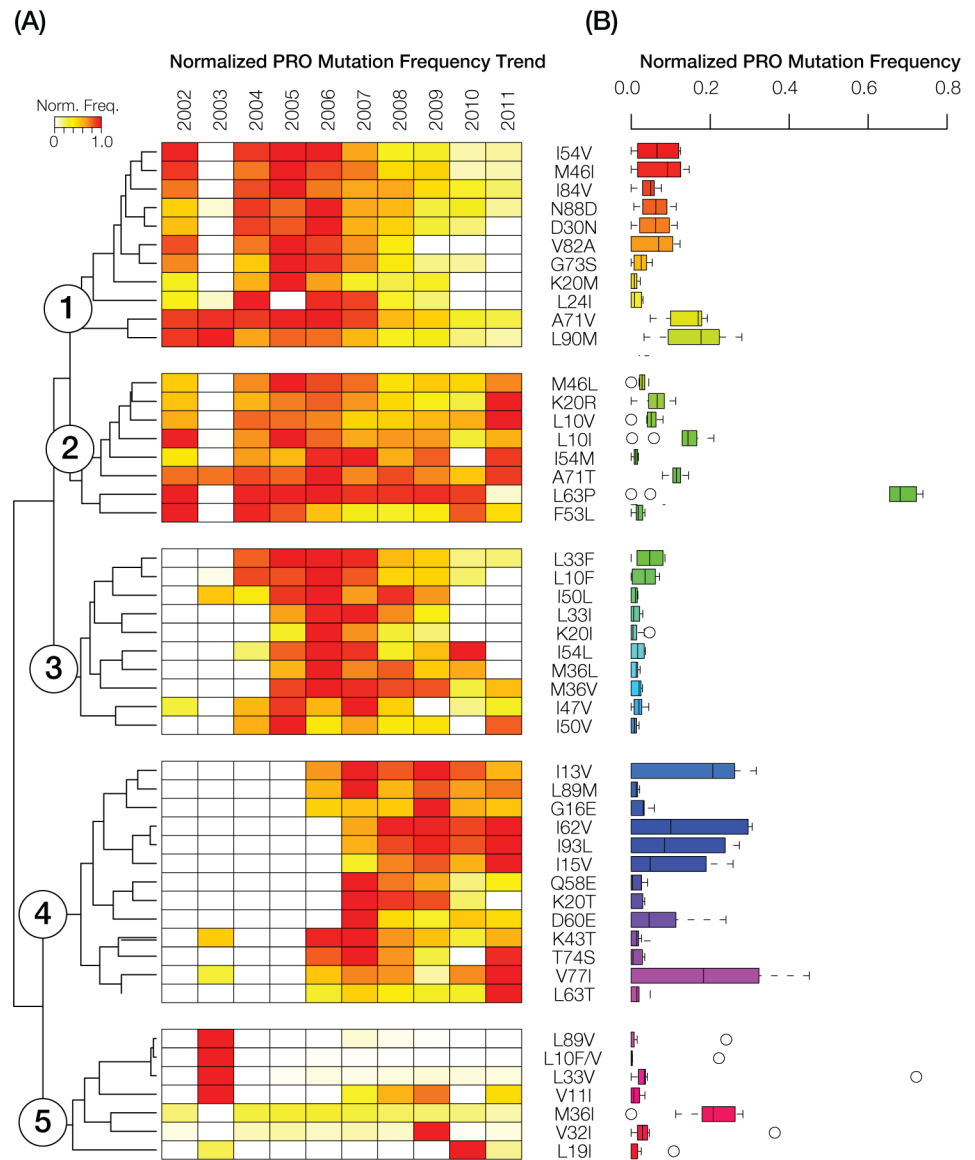 (A)
(B)
Normalized PRO Mutation Frequency Trend
Normalized PRO Mutation Frequency
Norm. Freq.
0 1.0
2002 2003 2004 2005 2006 2007 2008 2009 2010 2011
0.0 0.2 0.4 0.6 0.8
1
I54V
M46I
I84V
N88D
D30N
V82A
G73S
K20M
L24I
A71V
L90M
2
M46L
K20R
L10V
L10I
I54M
A71T
L63P
F53L
3
L33F
L10F
I50L
L33I
K20I
I54L
M36L
M36V
I47V
I50V
4
I13V
L89M
G16E
I62V
I93L
I15V
Q58E
K20T
D60E
K43T
T74S
V77I
L63T
5
L89V
L10F/V
L33V
V11I
M36I
V32I
L19I